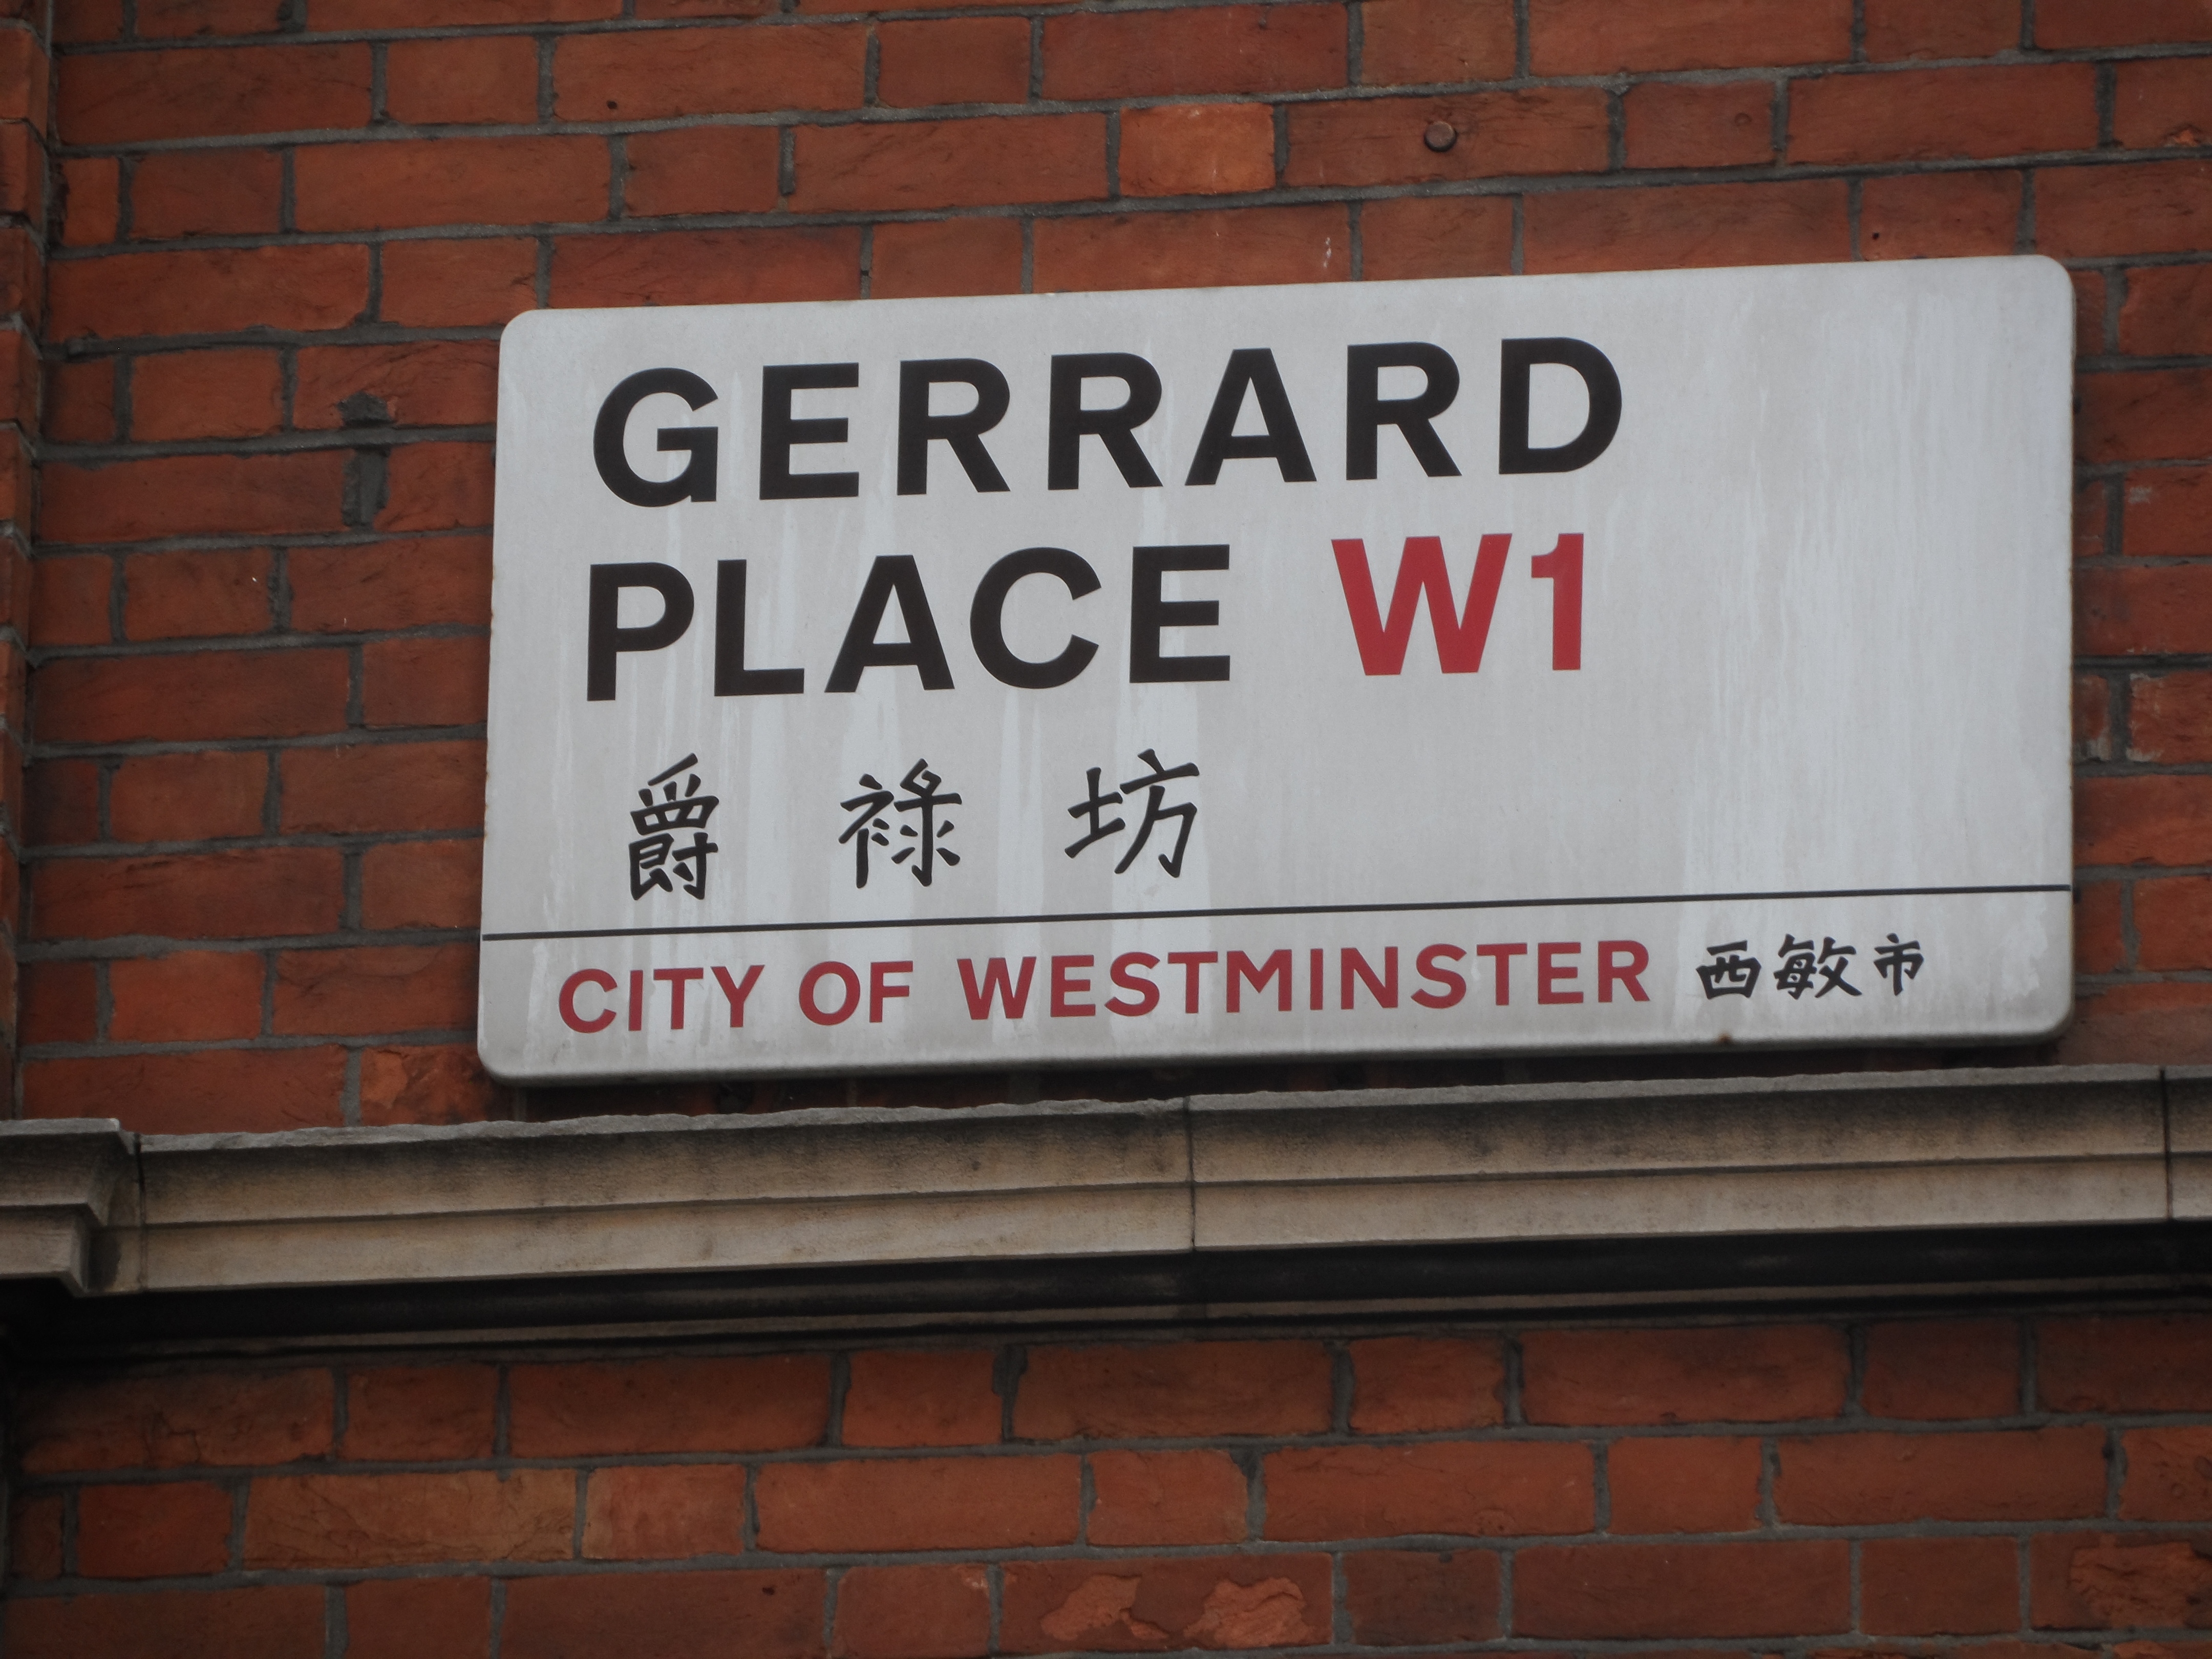 GERRARD
PLACE W1
爵祿坊
CITY OF WESTMINSTER 西敏市